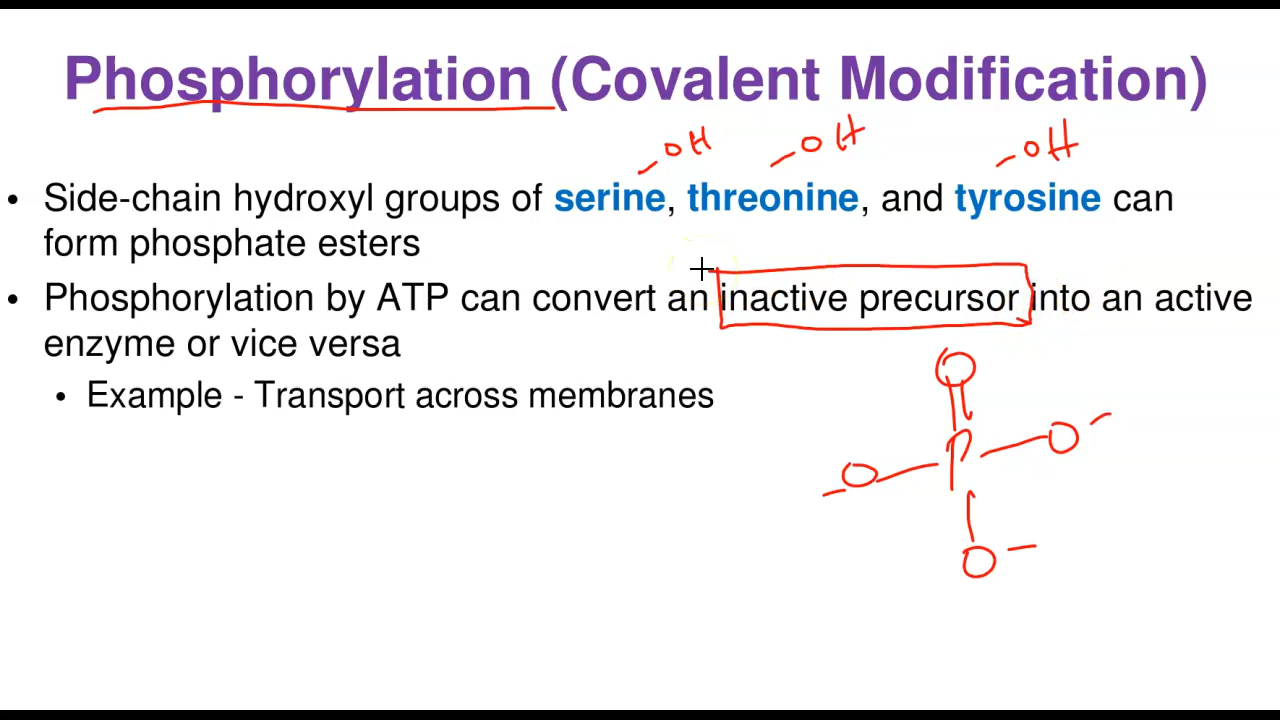 Phosphorylation (Covalent Modification)
-OH -OH -OH
• Side-chain hydroxyl groups of serine, threonine, and tyrosine can
form phosphate esters
• Phosphorylation by ATP can convert an inactive precursor into an active
enzyme or vice versa
• Example - Transport across membranes
O
P O-
-O
O-